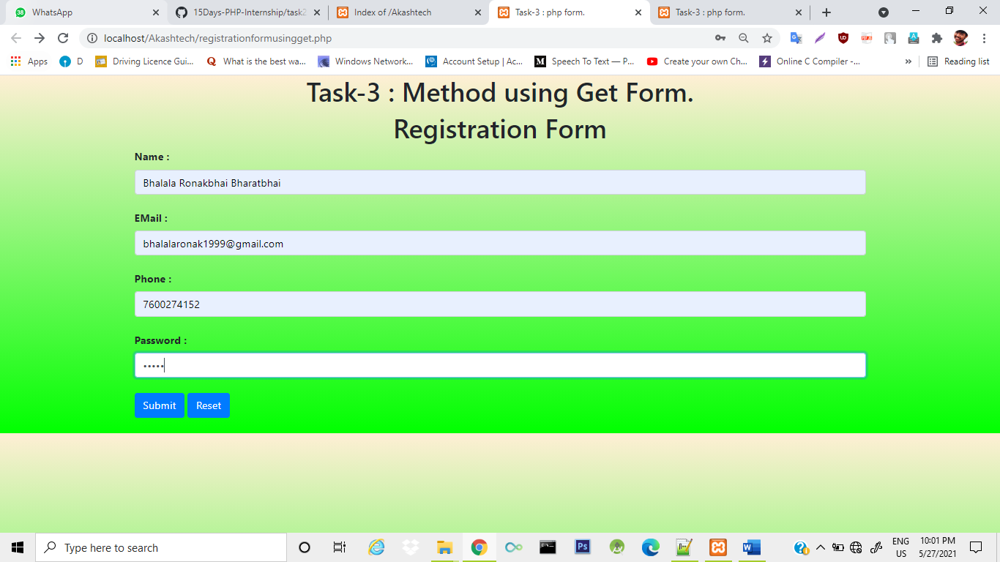 38 WhatsApp
15Days-PHP-Internship/task2
Index of /Akashtech
Task-3 : php form.
Task-3 : php form.
localhost/Akashtech/registrationformusingget.php
Apps
D
Driving Licence Gui...
What is the best wa...
Windows Network...
Account Setup | Ac...
Speech To Text — P...
Create your own Ch...
Online C Compiler -...
»
Reading list
Task-3 : Method using Get Form.
Registration Form
Name :
Bhalala Ronakbhai Bharatbhai
EMail :
bhalalaronak1999@gmail.com
Phone :
7600274152
Password :
•••••
Submit Reset
Type here to search
ENG
US
10:01 PM
5/27/2021